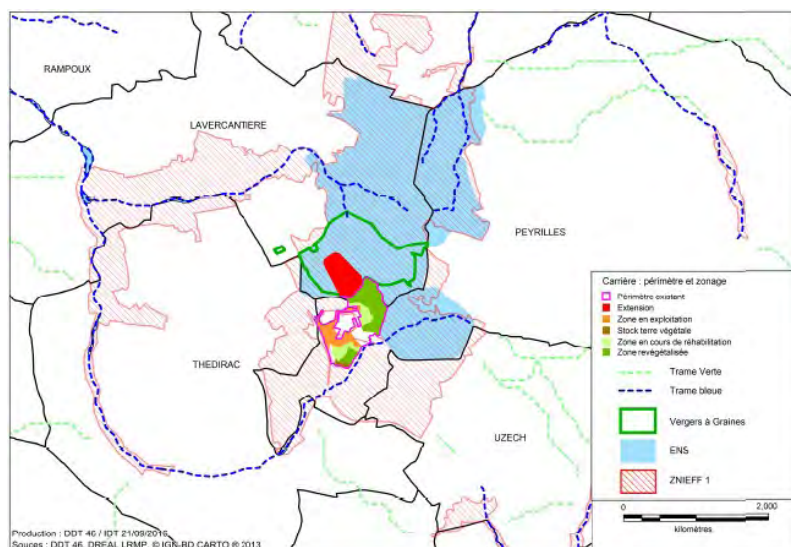 RAMPOUX
LAVERCANTIERE
PEYRILLES
THEDIRAC
UZECH
Carrière : périmètre et zonage
Périmètre existant
Extension
Zone en exploitation
Stock terre végétale
Zone en cours de réhabilitation
Zone revégétalisée
Trame Verte
Trame bleue
Vergers à Graines
ENS
ZNIEFF 1
0 2,000
kilomètres
Production : DDT 46 / IDT 21/09/2015
Sources : DDT 46, DREAL LRMP, © IGN-BD CARTO ® 2013